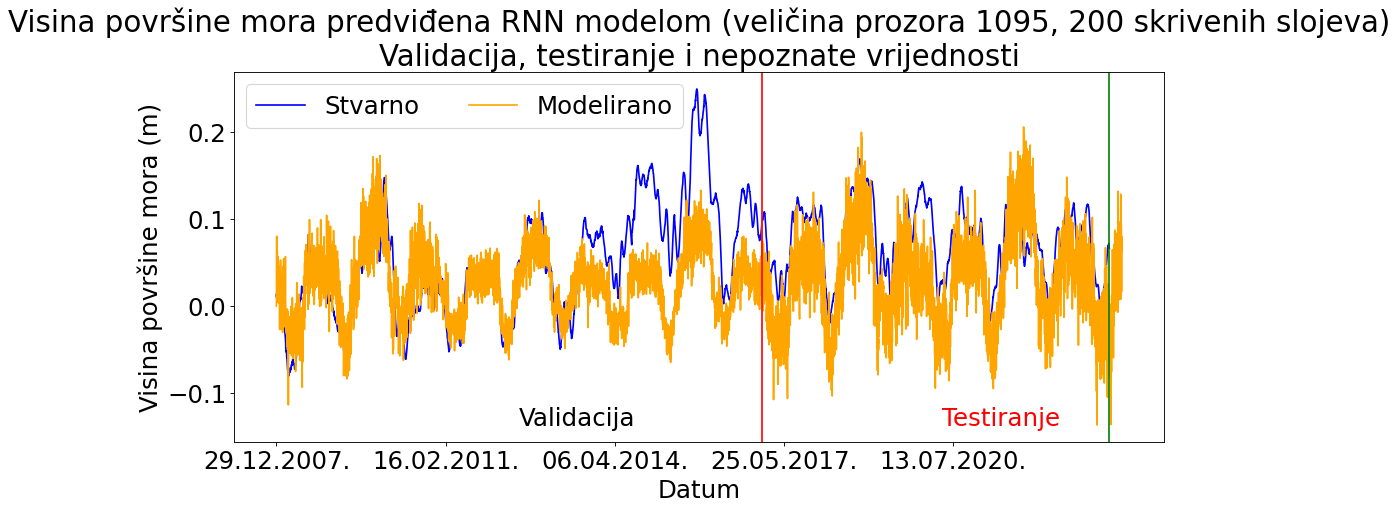 Visina površine mora predviđena RNN modelom (veličina prozora 1095, 200 skrivenih slojeva)
Validacija, testiranje i nepoznate vrijednosti
Stvarno
Modelirano
Visina površine mora (m)
0.2
0.1
0.0
−0.1
Validacija
Testiranje
29.12.2007.
16.02.2011.
06.04.2014.
25.05.2017.
13.07.2020.
Datum